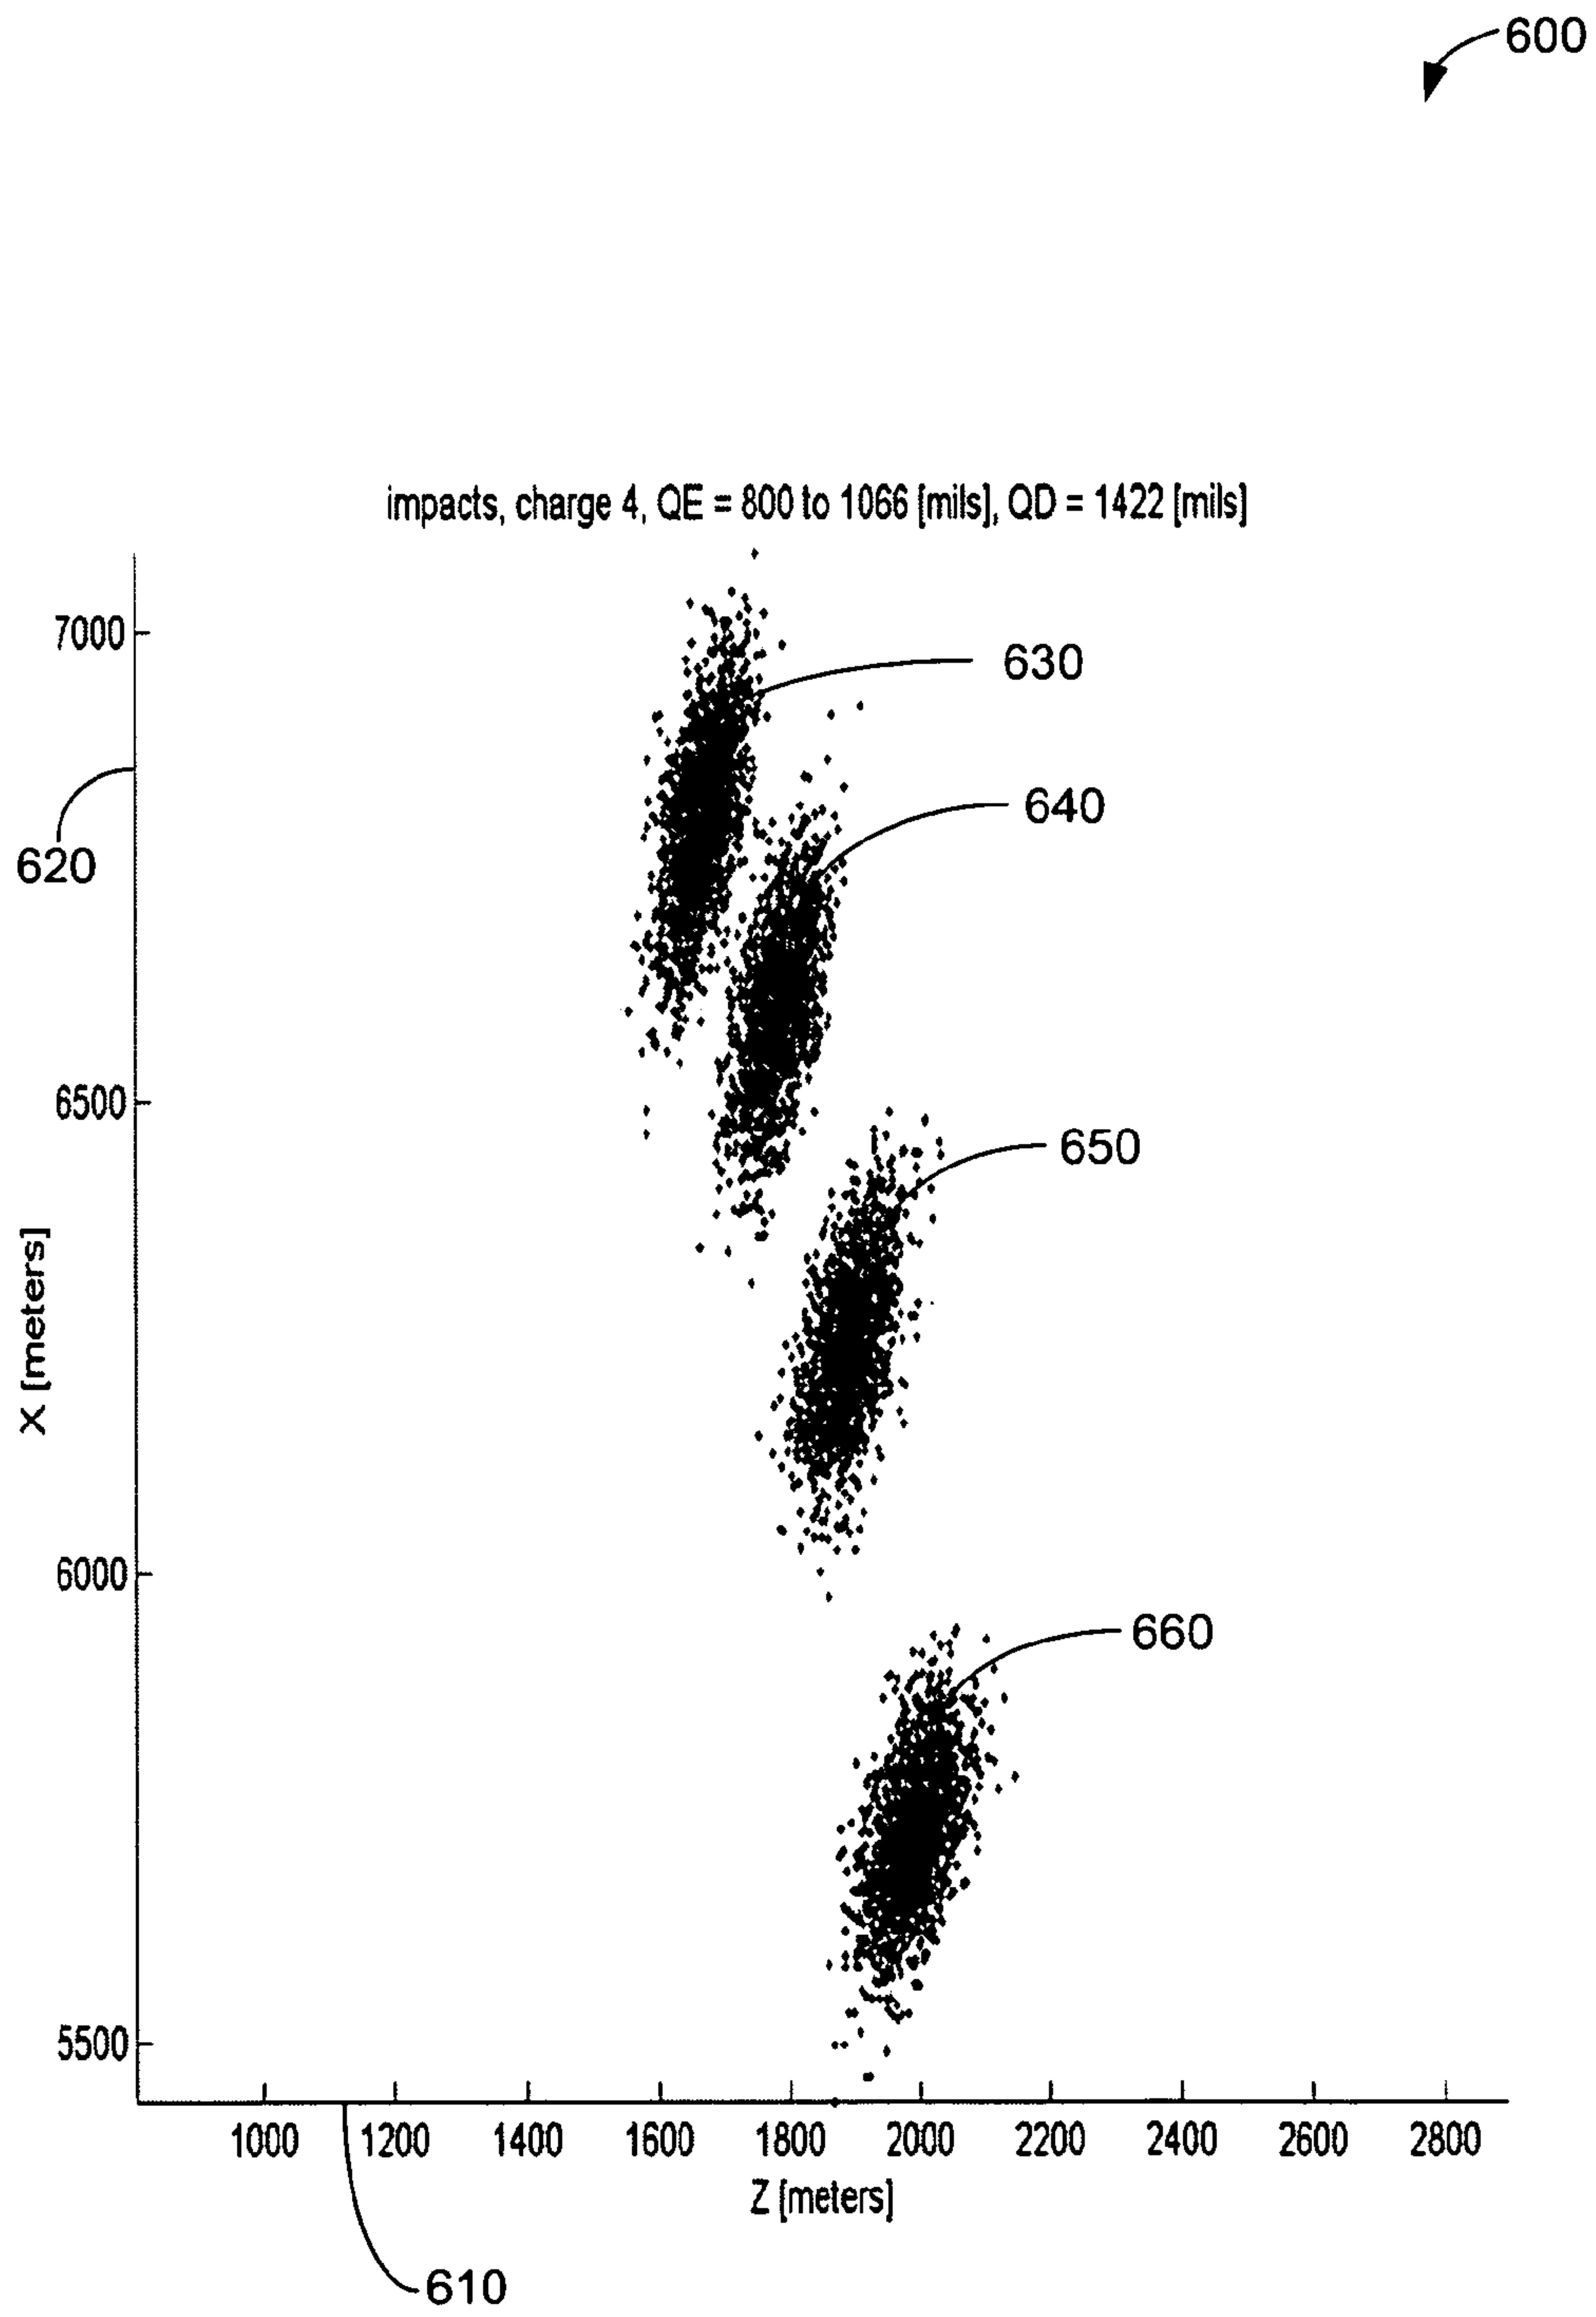 600
impacts, charge 4, QE = 800 to 1066 [mils], QD = 1422 [mils]
7000
630
640
620
6500
650
X [meters]
6000
660
5500
1000 1200 1400 1600 1800 2000 2200 2400 2600 2800
Z [meters]
610